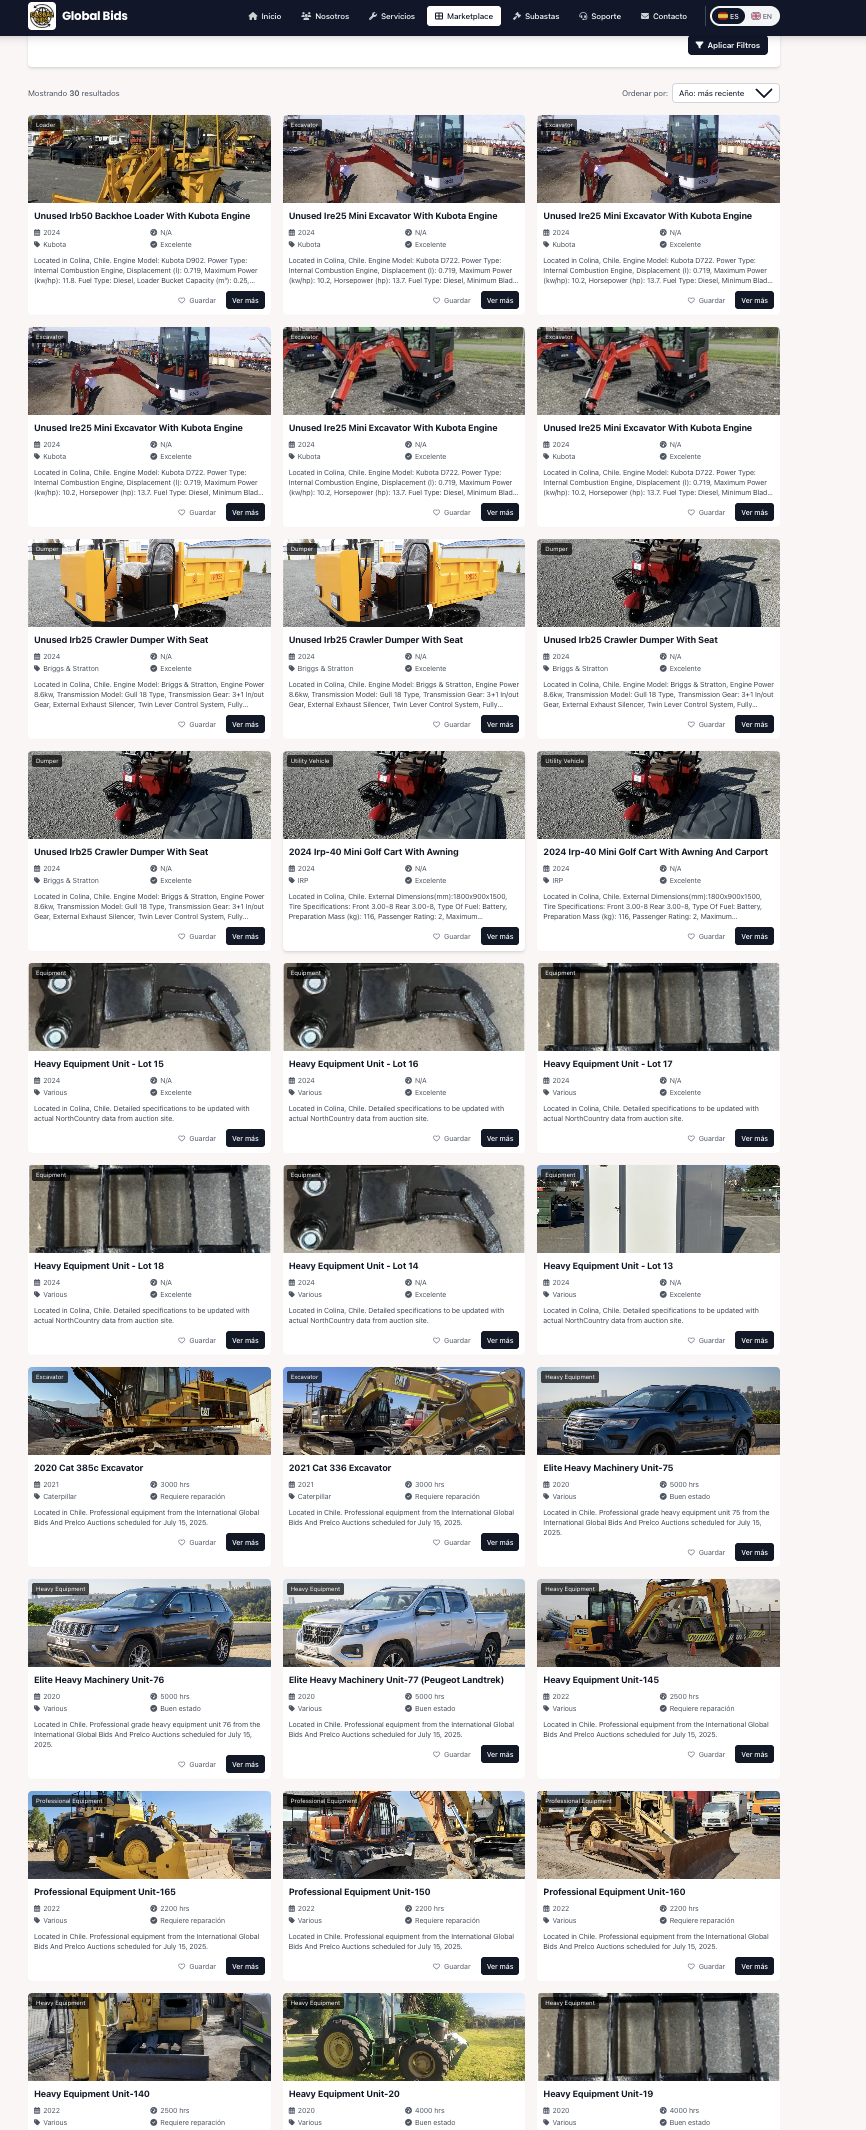 Global Bids
Inicio
Nosotros
Servicios
Marketplace
Subastas
Soporte
Contacto
ES
EN
Aplicar Filtros
Mostrando 30 resultados
Ordenar por:
Año: más reciente
Loader
Unused Irb50 Backhoe Loader With Kubota Engine
2024
N/A
Kubota
Excelente
Located in Colina, Chile. Engine Model: Kubota D902. Power Type:
Internal Combustion Engine, Displacement (l): 0.719, Maximum Power
(kw/hp): 11.8. Fuel Type: Diesel, Loader Bucket Capacity (m³): 0.25,...
Guardar
Ver más
Excavator
Unused Ire25 Mini Excavator With Kubota Engine
2024
N/A
Kubota
Excelente
Located in Colina, Chile. Engine Model: Kubota D722. Power Type:
Internal Combustion Engine, Displacement (l): 0.719, Maximum Power
(kw/hp): 10.2, Horsepower (hp): 13.7. Fuel Type: Diesel, Minimum Blad...
Guardar
Ver más
Excavator
Unused Ire25 Mini Excavator With Kubota Engine
2024
N/A
Kubota
Excelente
Located in Colina, Chile. Engine Model: Kubota D722. Power Type:
Internal Combustion Engine, Displacement (l): 0.719, Maximum Power
(kw/hp): 10.2, Horsepower (hp): 13.7. Fuel Type: Diesel, Minimum Blad...
Guardar
Ver más
Excavator
Unused Ire25 Mini Excavator With Kubota Engine
2024
N/A
Kubota
Excelente
Located in Colina, Chile. Engine Model: Kubota D722. Power Type:
Internal Combustion Engine, Displacement (l): 0.719, Maximum Power
(kw/hp): 10.2, Horsepower (hp): 13.7. Fuel Type: Diesel, Minimum Blad...
Guardar
Ver más
Excavator
Unused Ire25 Mini Excavator With Kubota Engine
2024
N/A
Kubota
Excelente
Located in Colina, Chile. Engine Model: Kubota D722. Power Type:
Internal Combustion Engine, Displacement (l): 0.719, Maximum Power
(kw/hp): 10.2, Horsepower (hp): 13.7. Fuel Type: Diesel, Minimum Blad...
Guardar
Ver más
Excavator
Unused Ire25 Mini Excavator With Kubota Engine
2024
N/A
Kubota
Excelente
Located in Colina, Chile. Engine Model: Kubota D722. Power Type:
Internal Combustion Engine, Displacement (l): 0.719, Maximum Power
(kw/hp): 10.2, Horsepower (hp): 13.7. Fuel Type: Diesel, Minimum Blad...
Guardar
Ver más
Dumper
Unused Irb25 Crawler Dumper With Seat
2024
N/A
Briggs & Stratton
Excelente
Located in Colina, Chile. Engine Model: Briggs & Stratton, Engine Power
8.6kw, Transmission Model: Gull 18 Type, Transmission Gear: 3+1 in/out
Gear, External Exhaust Silencer, Twin Lever Control System, Fully...
Guardar
Ver más
Dumper
Unused Irb25 Crawler Dumper With Seat
2024
N/A
Briggs & Stratton
Excelente
Located in Colina, Chile. Engine Model: Briggs & Stratton, Engine Power
8.6kw, Transmission Model: Gull 18 Type, Transmission Gear: 3+1 in/out
Gear, External Exhaust Silencer, Twin Lever Control System, Fully...
Guardar
Ver más
Dumper
Unused Irb25 Crawler Dumper With Seat
2024
N/A
Briggs & Stratton
Excelente
Located in Colina, Chile. Engine Model: Briggs & Stratton, Engine Power
8.6kw, Transmission Model: Gull 18 Type, Transmission Gear: 3+1 in/out
Gear, External Exhaust Silencer, Twin Lever Control System, Fully...
Guardar
Ver más
Dumper
Unused Irb25 Crawler Dumper With Seat
2024
N/A
Briggs & Stratton
Excelente
Located in Colina, Chile. Engine Model: Briggs & Stratton, Engine Power
8.6kw, Transmission Model: Gull 18 Type, Transmission Gear: 3+1 in/out
Gear, External Exhaust Silencer, Twin Lever Control System, Fully...
Guardar
Ver más
Utility Vehicle
2024 Irp-40 Mini Golf Cart With Awning
2024
N/A
IRP
Excelente
Located in Colina, Chile. External Dimensions(mm):1800x900x1500,
Tire Specifications: Front 3.00-8 Rear 3.00-8, Type Of Fuel: Battery,
Preparation Mass (kg): 116, Passenger Rating: 2, Maximum...
Guardar
Ver más
Utility Vehicle
2024 Irp-40 Mini Golf Cart With Awning And Carport
2024
N/A
IRP
Excelente
Located in Colina, Chile. External Dimensions(mm):1800x900x1500,
Tire Specifications: Front 3.00-8 Rear 3.00-8, Type Of Fuel: Battery,
Preparation Mass (kg): 116, Passenger Rating: 2, Maximum...
Guardar
Ver más
Equipment
Heavy Equipment Unit - Lot 15
2024
N/A
Various
Excelente
Located in Colina, Chile. Detailed specifications to be updated with
actual NorthCountry data from auction site.
Guardar
Ver más
Equipment
Heavy Equipment Unit - Lot 16
2024
N/A
Various
Excelente
Located in Colina, Chile. Detailed specifications to be updated with
actual NorthCountry data from auction site.
Guardar
Ver más
Equipment
Heavy Equipment Unit - Lot 17
2024
N/A
Various
Excelente
Located in Colina, Chile. Detailed specifications to be updated with
actual NorthCountry data from auction site.
Guardar
Ver más
Equipment
Heavy Equipment Unit - Lot 18
2024
N/A
Various
Excelente
Located in Colina, Chile. Detailed specifications to be updated with
actual NorthCountry data from auction site.
Guardar
Ver más
Equipment
Heavy Equipment Unit - Lot 14
2024
N/A
Various
Excelente
Located in Colina, Chile. Detailed specifications to be updated with
actual NorthCountry data from auction site.
Guardar
Ver más
Equipment
Heavy Equipment Unit - Lot 13
2024
N/A
Various
Excelente
Located in Colina, Chile. Detailed specifications to be updated with
actual NorthCountry data from auction site.
Guardar
Ver más
Excavator
CAT
2020 Cat 385c Excavator
2021
3000 hrs
Caterpillar
Requiere reparación
Located in Chile. Professional equipment from the International Global
Bids And Prelco Auctions scheduled for July 15, 2025.
Guardar
Ver más
Excavator
CAT
2021 Cat 336 Excavator
2021
3000 hrs
Caterpillar
Requiere reparación
Located in Chile. Professional equipment from the International Global
Bids And Prelco Auctions scheduled for July 15, 2025.
Guardar
Ver más
Heavy Equipment
Elite Heavy Machinery Unit-75
2020
5000 hrs
Various
Buen estado
Located in Chile. Professional grade heavy equipment unit 75 from the
International Global Bids And Prelco Auctions scheduled for July 15,
2025.
Guardar
Ver más
Heavy Equipment
Elite Heavy Machinery Unit-76
2020
5000 hrs
Various
Buen estado
Located in Chile. Professional grade heavy equipment unit 76 from the
International Global Bids And Prelco Auctions scheduled for July 15,
2025.
Guardar
Ver más
Heavy Equipment
Elite Heavy Machinery Unit-77 (Peugeot Landtrek)
2020
5000 hrs
Various
Buen estado
Located in Chile. Professional equipment from the International Global
Bids And Prelco Auctions scheduled for July 15, 2025.
Guardar
Ver más
Heavy Equipment
JCB
Heavy Equipment Unit-145
2022
2500 hrs
Various
Requiere reparación
Located in Chile. Professional equipment from the International Global
Bids And Prelco Auctions scheduled for July 15, 2025.
Guardar
Ver más
Professional Equipment
Professional Equipment Unit-165
2022
2200 hrs
Various
Requiere reparación
Located in Chile. Professional equipment from the International Global
Bids And Prelco Auctions scheduled for July 15, 2025.
Guardar
Ver más
Professional Equipment
Professional Equipment Unit-150
2022
2200 hrs
Various
Requiere reparación
Located in Chile. Professional equipment from the International Global
Bids And Prelco Auctions scheduled for July 15, 2025.
Guardar
Ver más
Professional Equipment
Professional Equipment Unit-160
2022
2200 hrs
Various
Requiere reparación
Located in Chile. Professional equipment from the International Global
Bids And Prelco Auctions scheduled for July 15, 2025.
Guardar
Ver más
Heavy Equipment
Heavy Equipment Unit-140
2022
2500 hrs
Various
Requiere reparación
Heavy Equipment
Heavy Equipment Unit-20
2020
4000 hrs
Various
Buen estado
Heavy Equipment
Heavy Equipment Unit-19
2020
4000 hrs
Various
Buen estado